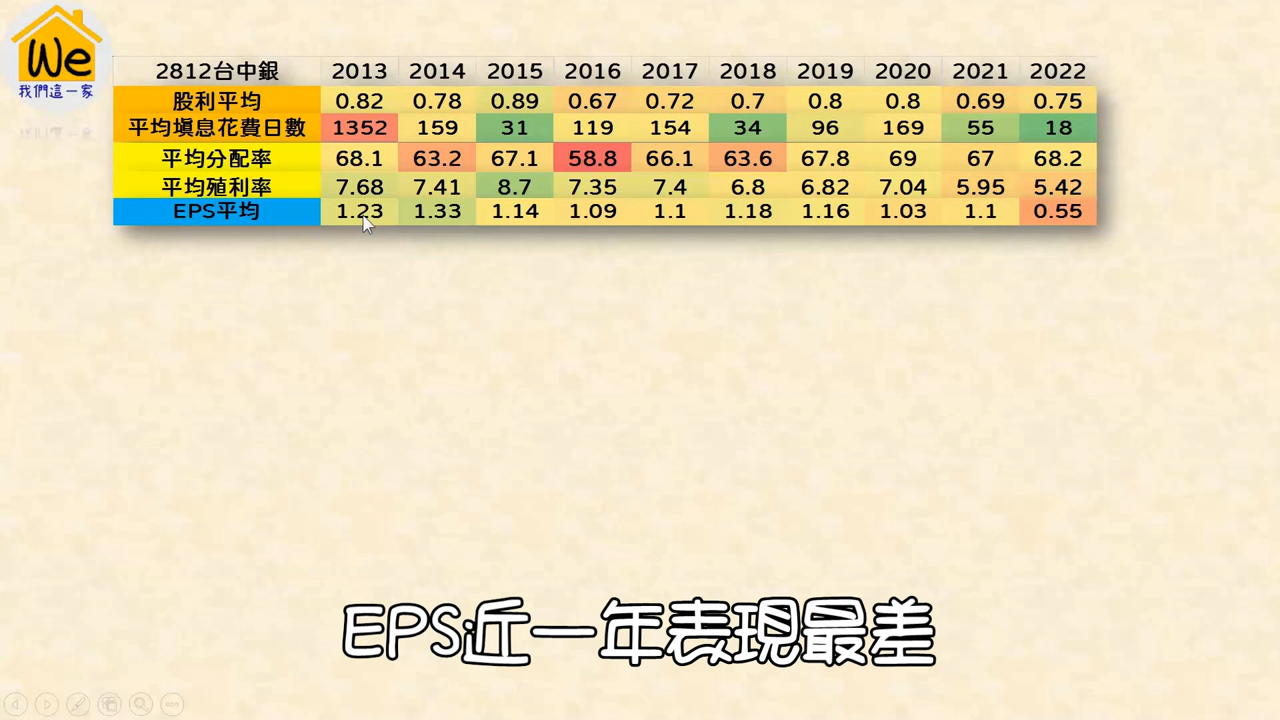 We
我們這一家
2812台中銀 2013 2014 2015 2016 2017 2018 2019 2020 2021 2022
股利平均 0.82 0.78 0.89 0.67 0.72 0.7 0.8 0.8 0.69 0.75
平均填息花費日數 1352 159 31 119 154 34 96 169 55 18
平均分配率 68.1 63.2 67.1 58.8 66.1 63.6 67.8 69 67 68.2
平均殖利率 7.68 7.41 8.7 7.35 7.4 6.8 6.82 7.04 5.95 5.42
EPS平均 1.23 1.33 1.14 1.09 1.1 1.18 1.16 1.03 1.1 0.55
EPS近一年表現最差